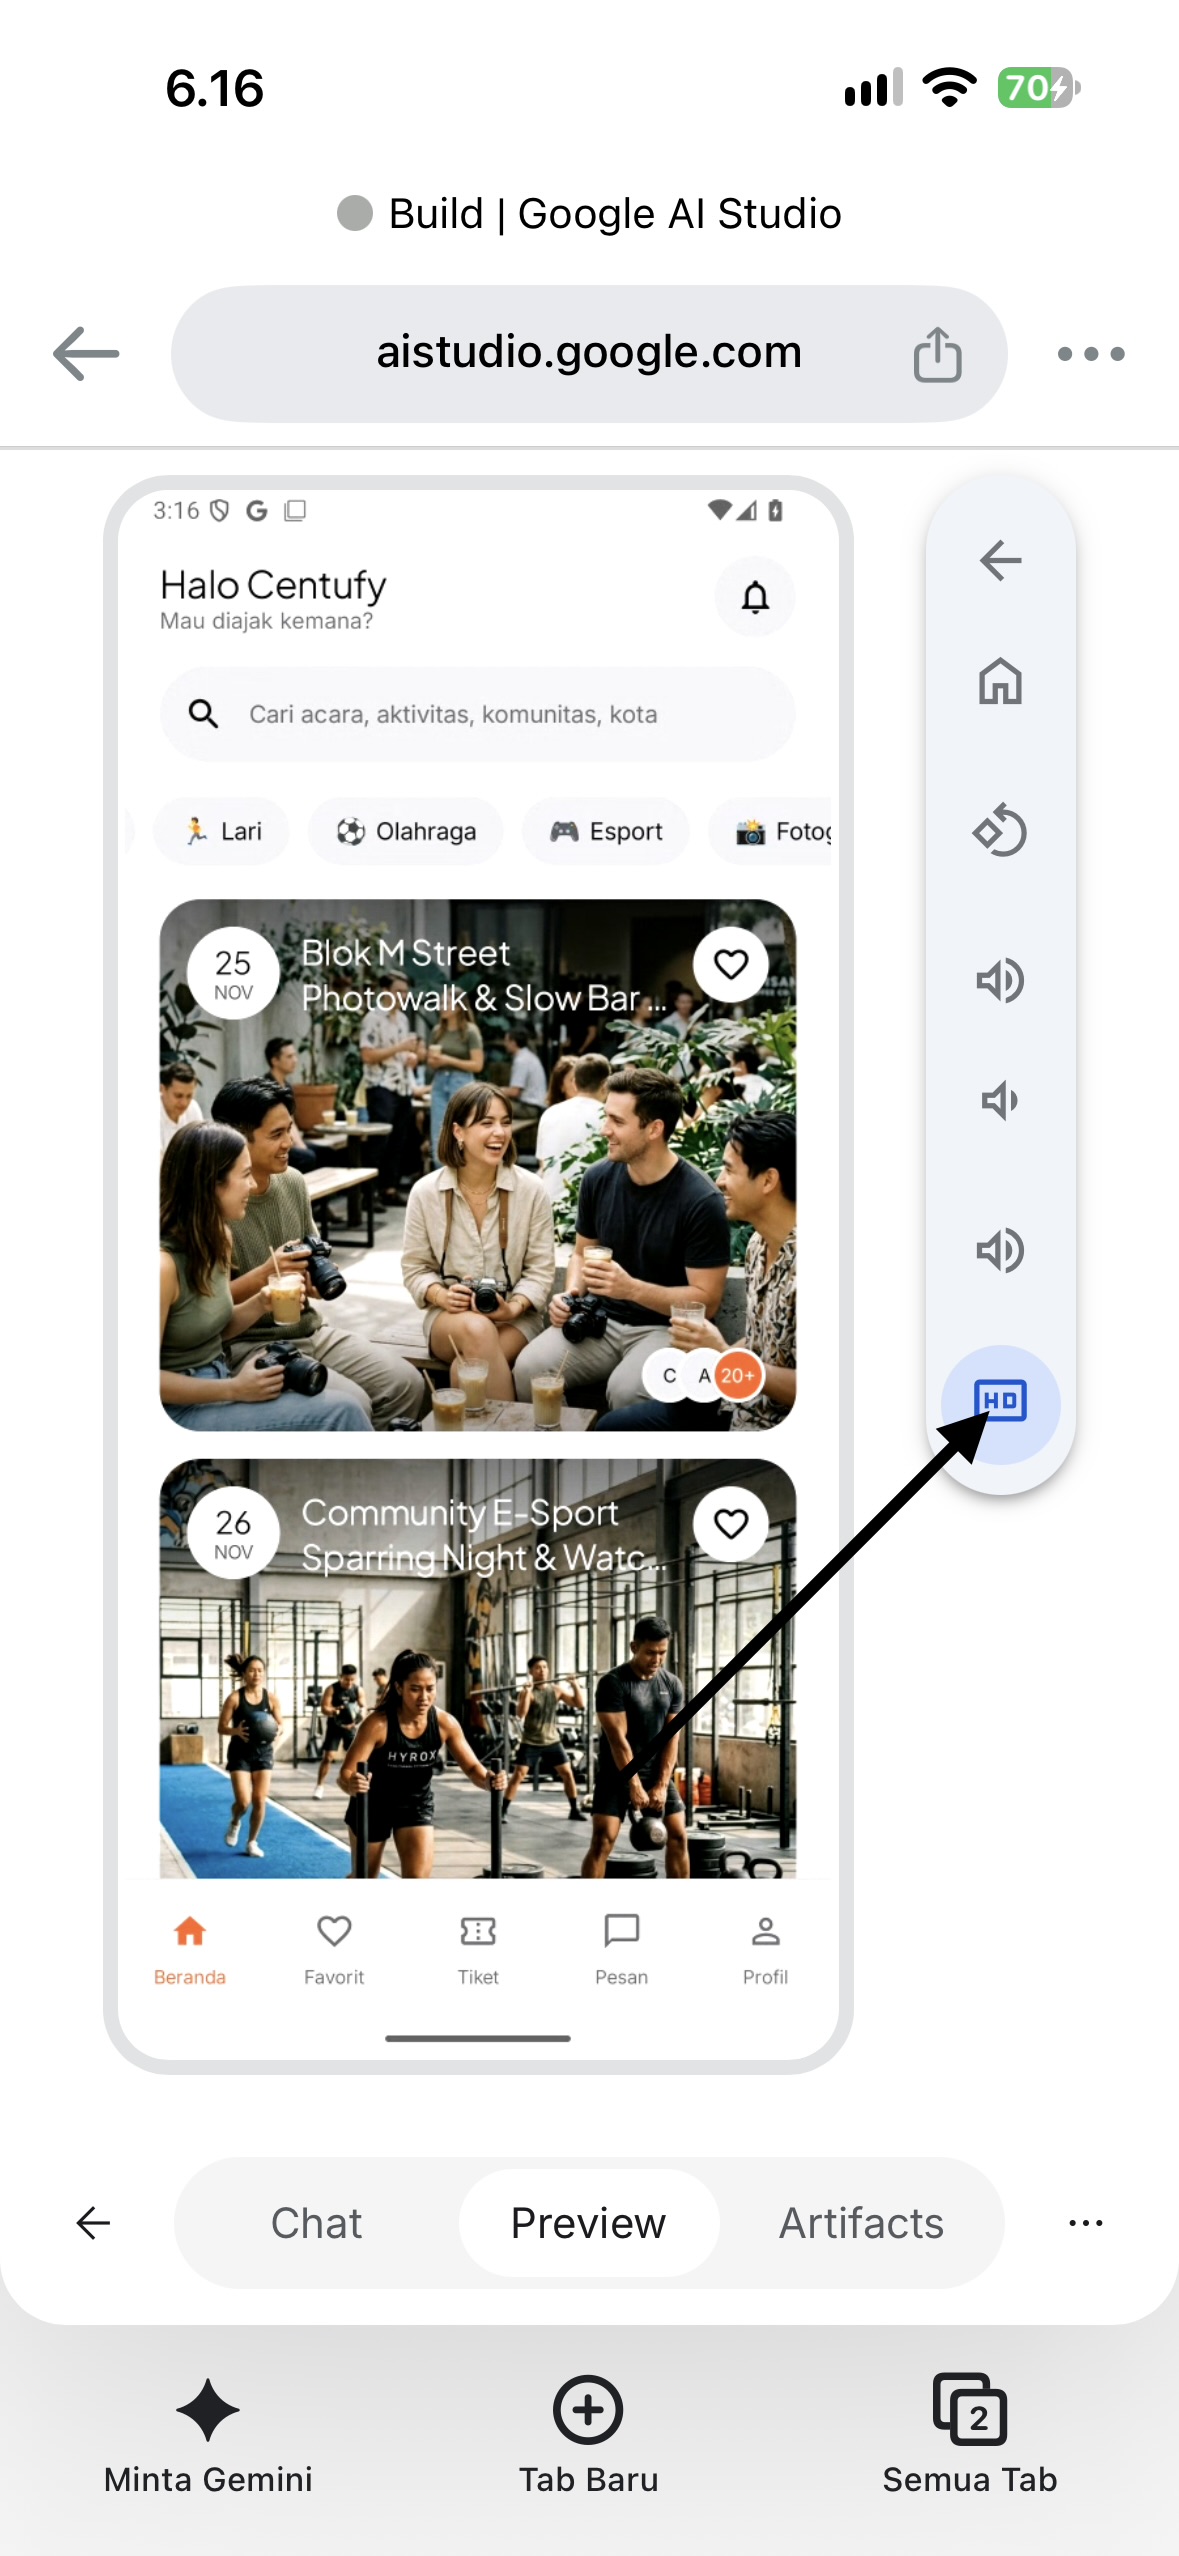 6.16
70
Build | Google AI Studio
aistudio.google.com
3:16
Halo Centufy
Mau diajak kemana?
Cari acara, aktivitas, komunitas, kota
Lari
Olahraga
Esport
Fotog
25
NOV
Blok M Street
Photowalk & Slow Bar ...
C
A
20+
26
NOV
Community E-Sport
Sparring Night & Watc...
HYROX
Beranda
Favorit
Tiket
Pesan
Profil
HD
Chat
Preview
Artifacts
Minta Gemini
Tab Baru
2
Semua Tab